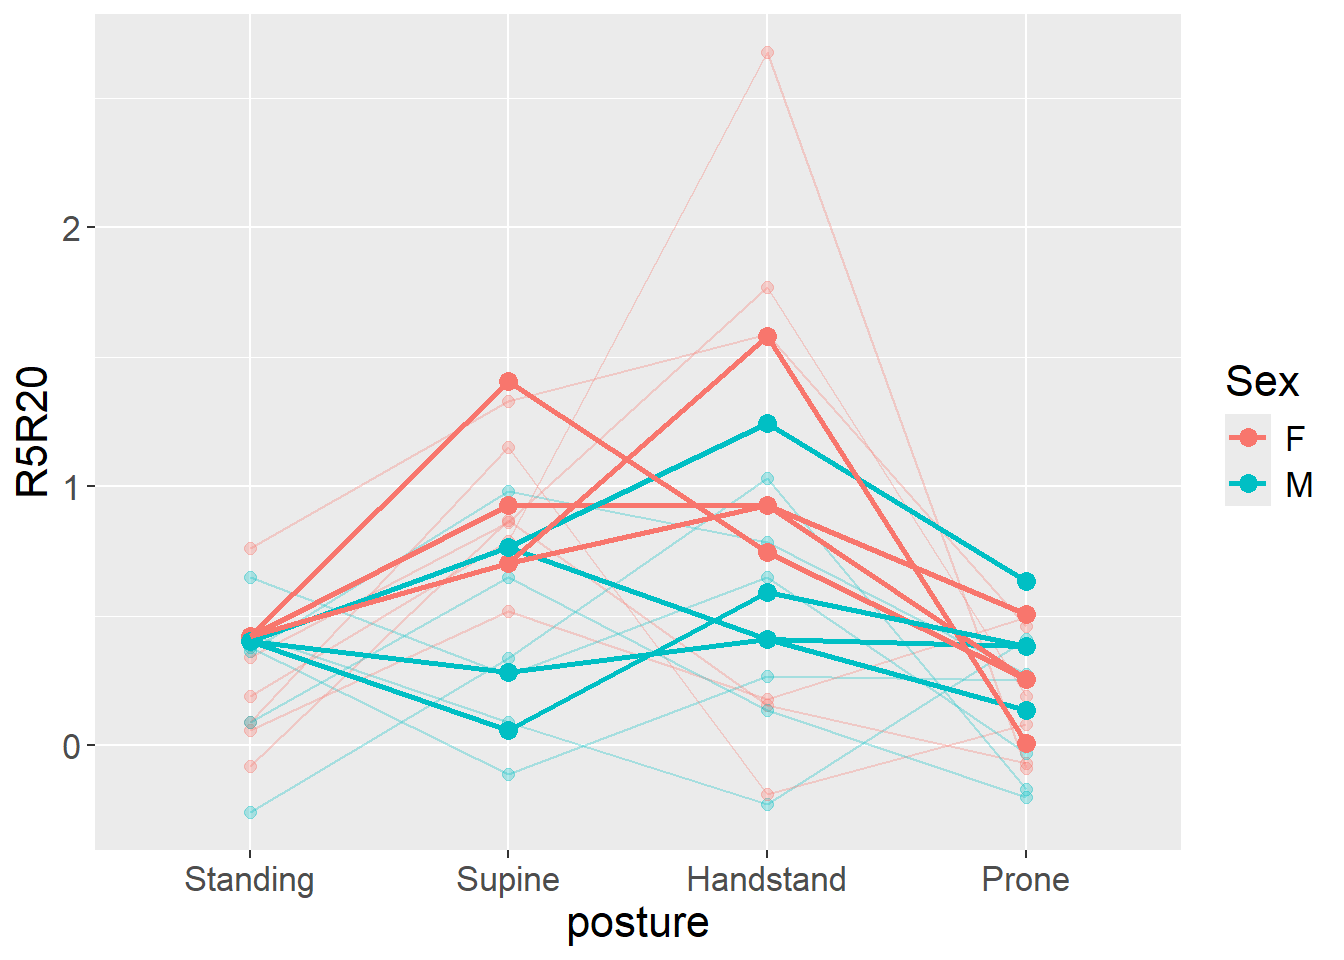 2
1
0
R5R20
Standing
Supine
Handstand
Prone
posture
Sex
F
M